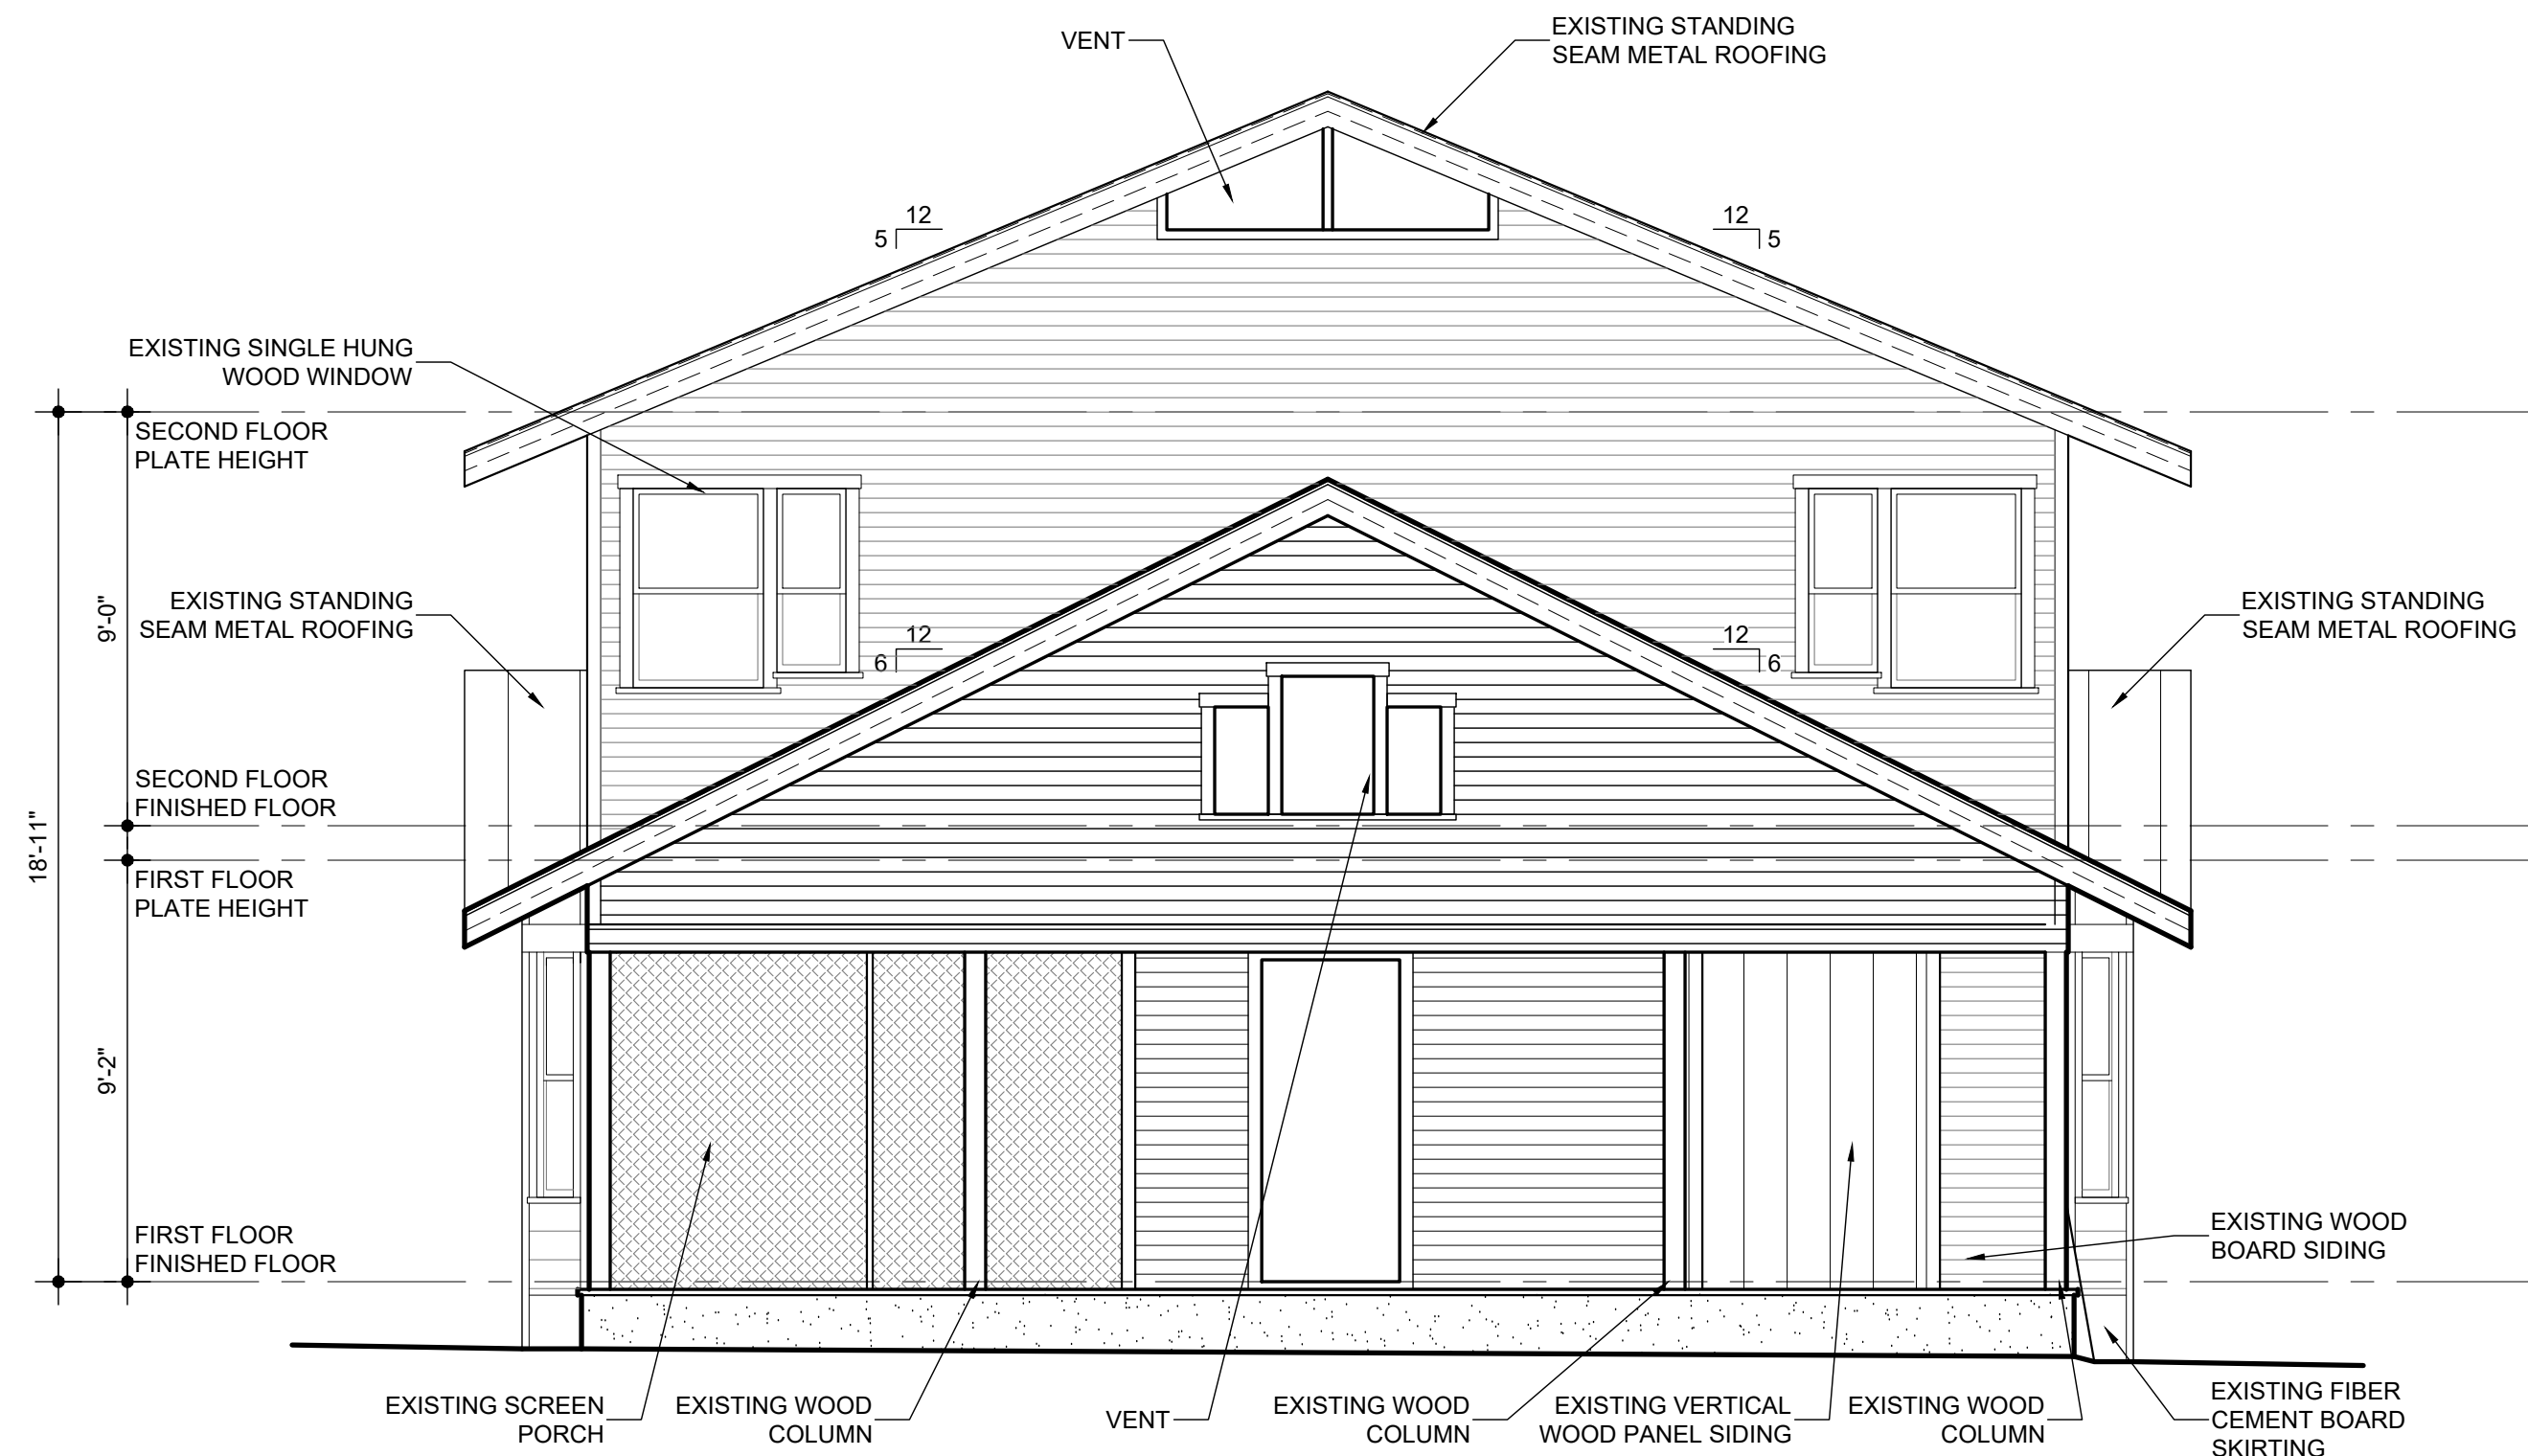 VENT
EXISTING STANDING
SEAM METAL ROOFING
12
5
12
5
EXISTING SINGLE HUNG
WOOD WINDOW
SECOND FLOOR
PLATE HEIGHT
9'-0"
EXISTING STANDING
SEAM METAL ROOFING
EXISTING STANDING
SEAM METAL ROOFING
12
6
12
6
SECOND FLOOR
FINISHED FLOOR
18'-11"
FIRST FLOOR
PLATE HEIGHT
9'-2"
FIRST FLOOR
FINISHED FLOOR
EXISTING WOOD
BOARD SIDING
EXISTING SCREEN
PORCH
EXISTING WOOD
COLUMN
VENT
EXISTING WOOD
COLUMN
EXISTING VERTICAL
WOOD PANEL SIDING
EXISTING WOOD
COLUMN
EXISTING FIBER
CEMENT BOARD
SKIRTING